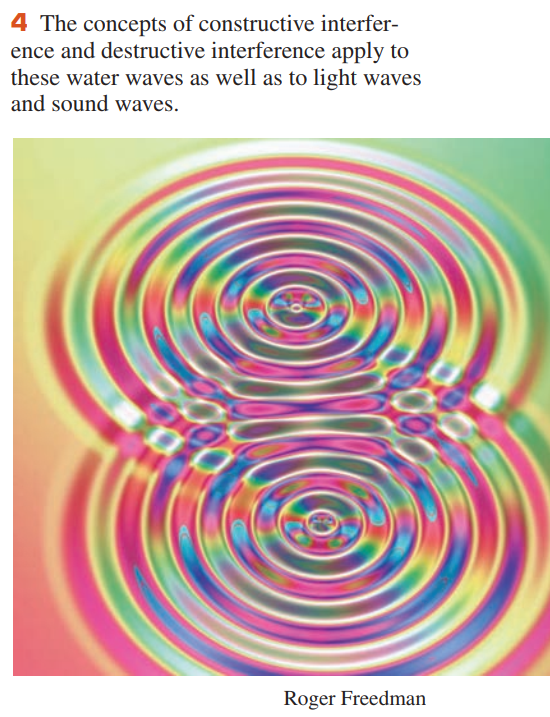 4 The concepts of constructive interfer-
ence and destructive interference apply to
these water waves as well as to light waves
and sound waves.
Roger Freedman